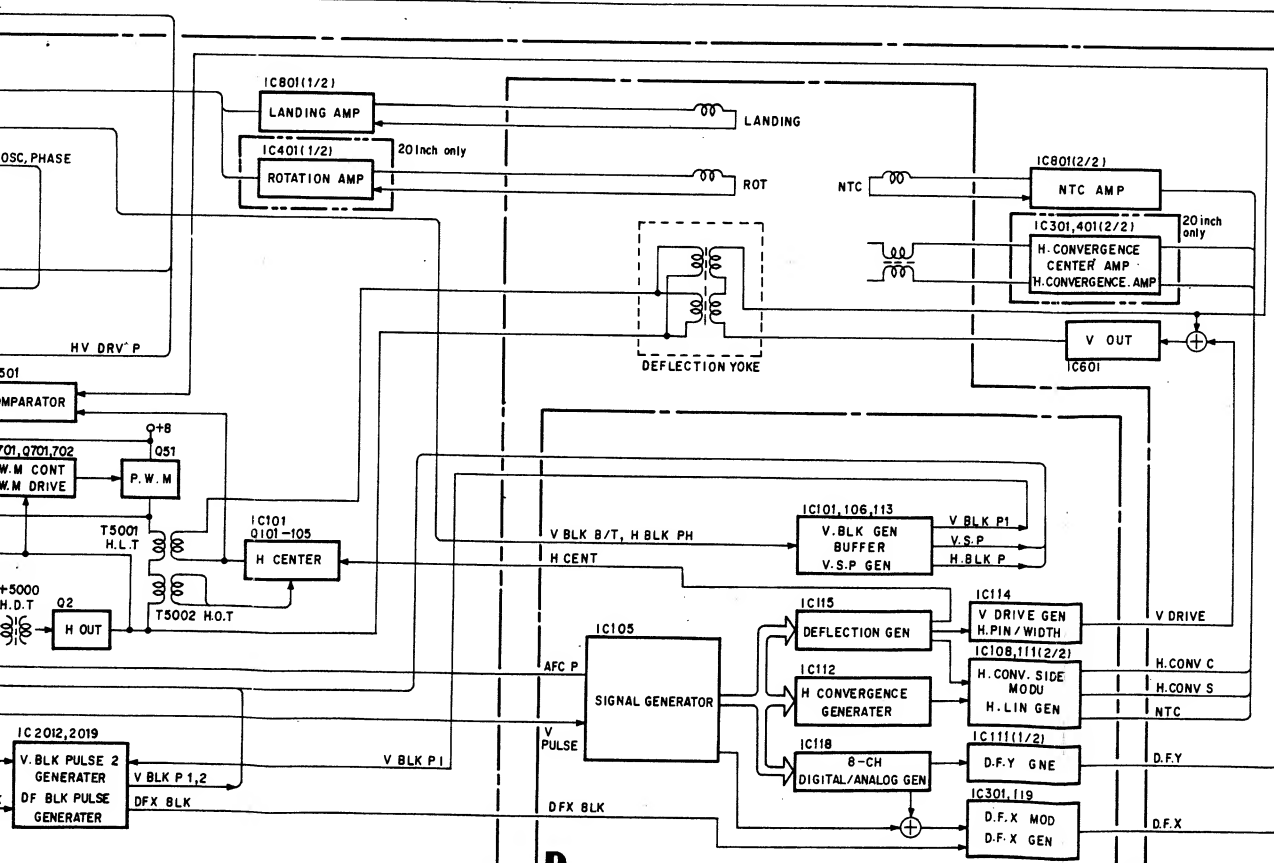 IC801(1/2)
LANDING AMP
LANDING
IC401(1/2)
20 inch only
ROTATION AMP
ROT
OSC, PHASE
NTC
IC801(2/2)
NTC AMP
IC301,401(2/2)
20 inch
only
H.CONVERGENCE
CENTER AMP
H.CONVERGENCE.AMP
HV DRV P
DEFLECTION YOKE
V OUT
IC601
501
OMPARATOR
+B
701,Q701,702
Q51
W.M CONT
W.M DRIVE
P.W.M
T5001
H.L.T
IC101
Q101-105
H CENTER
+5000
H.D.T
Q2
H OUT
T5002 H.O.T
IC101,106,113
V.BLK GEN
BUFFER
V.S.P GEN
V BLK P1
V.S.P
H.BLK P
V BLK B/T, H BLK PH
H CENT
IC115
DEFLECTION GEN
IC114
V DRIVE GEN
H.PIN/WIDTH
V DRIVE
IC105
SIGNAL GENERATOR
AFC P
V
PULSE
IC112
H CONVERGENCE
GENERATER
IC108,111(2/2)
H.CONV.SIDE
MODU
H.LIN GEN
H.CONV C
H.CONV S
NTC
IC118
8-CH
DIGITAL/ANALOG GEN
IC111(1/2)
D.F.Y GNE
D.F.Y
IC301,119
D.F.X MOD
D.F.X GEN
D.F.X
IC2012,2019
V.BLK PULSE 2
GENERATER
DF BLK PULSE
GENERATER
V BLK P1,2
DFX BLK
V BLK P1
DFX BLK